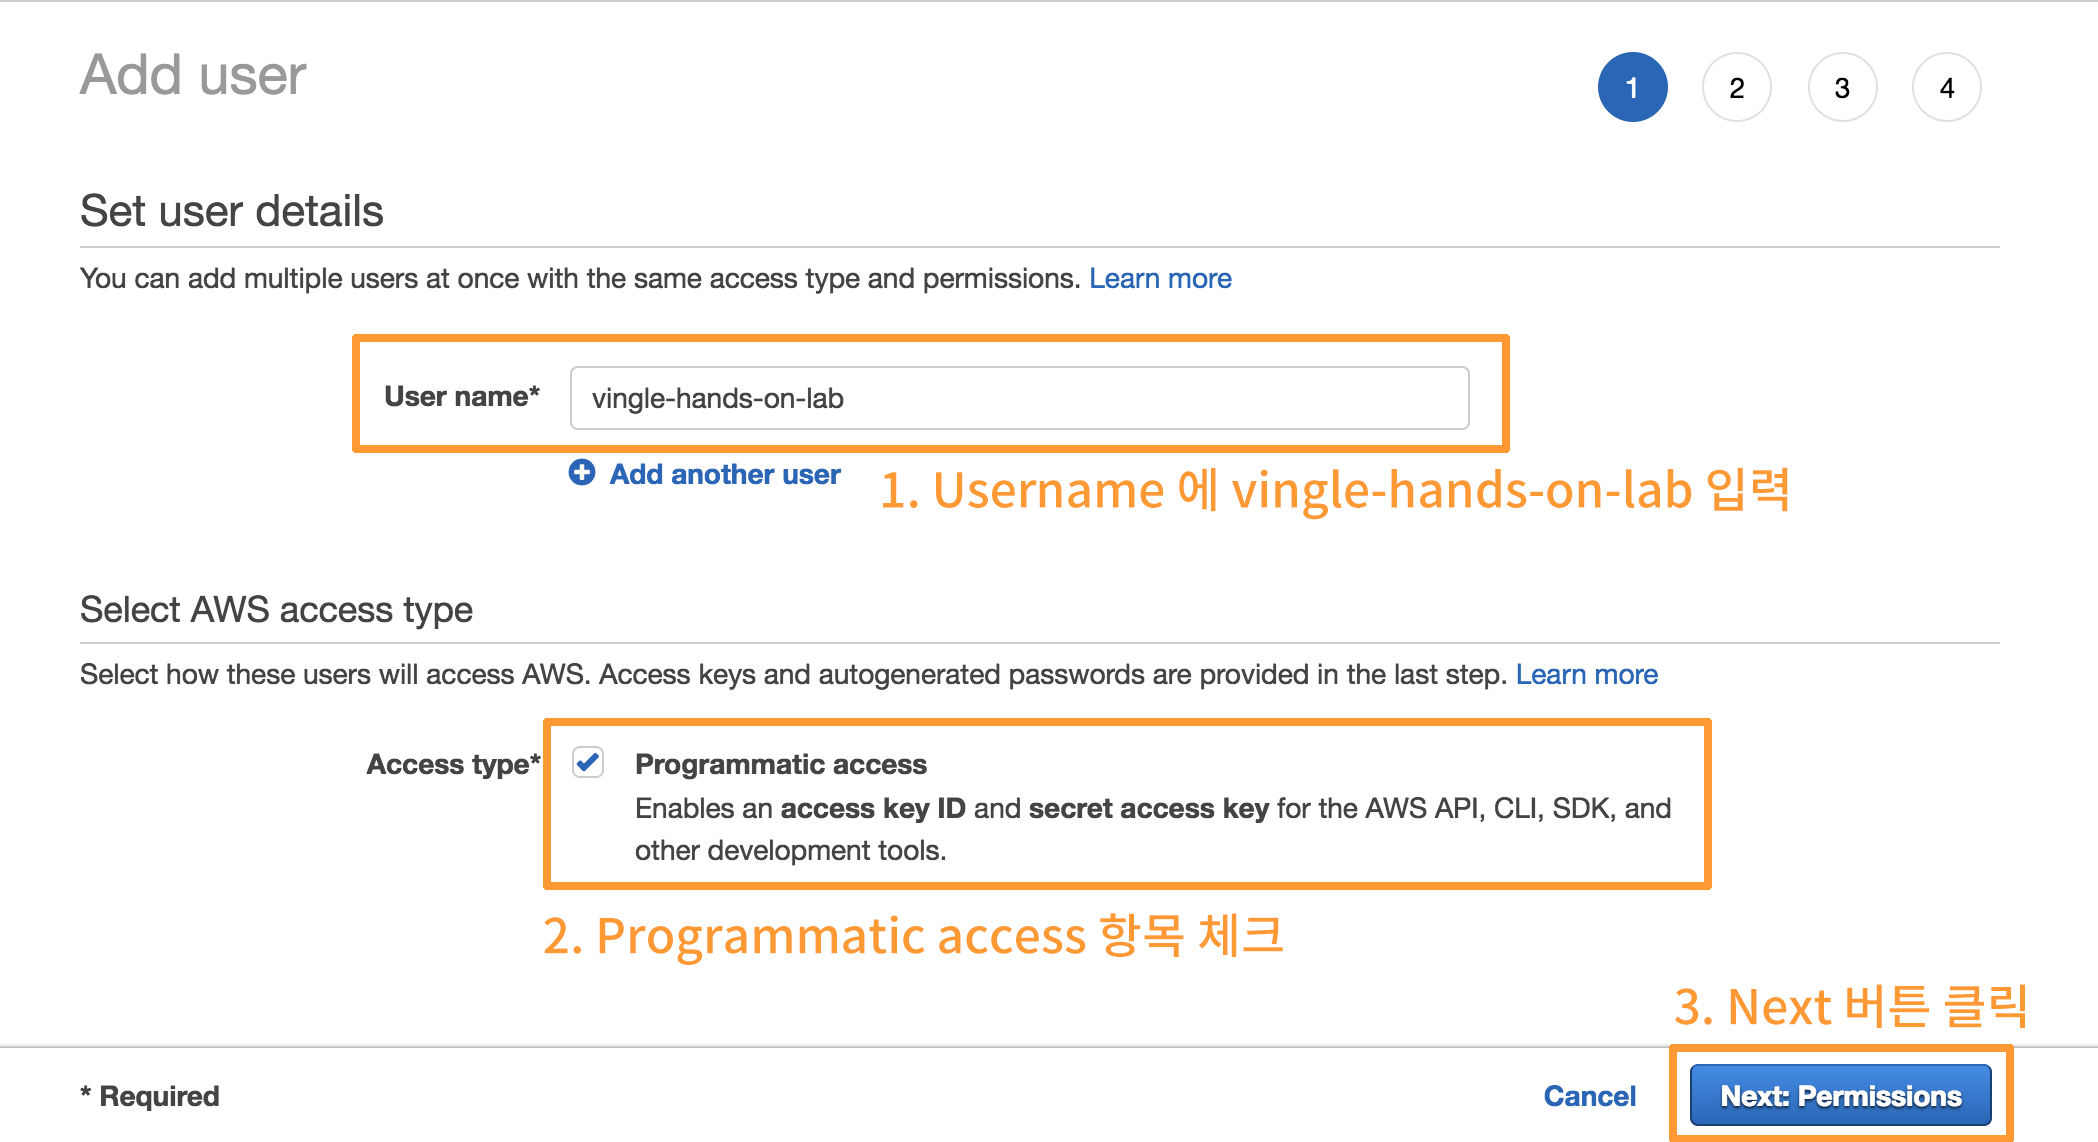 Add user
1 2 3 4
Set user details
You can add multiple users at once with the same access type and permissions. Learn more
User name* vingle-hands-on-lab
Add another user
1. Username 에 vingle-hands-on-lab 입력
Select AWS access type
Select how these users will access AWS. Access keys and autogenerated passwords are provided in the last step. Learn more
Access type* Programmatic access
Enables an access key ID and secret access key for the AWS API, CLI, SDK, and
other development tools.
2. Programmatic access 항목 체크
3. Next 버튼 클릭
* Required Cancel Next: Permissions